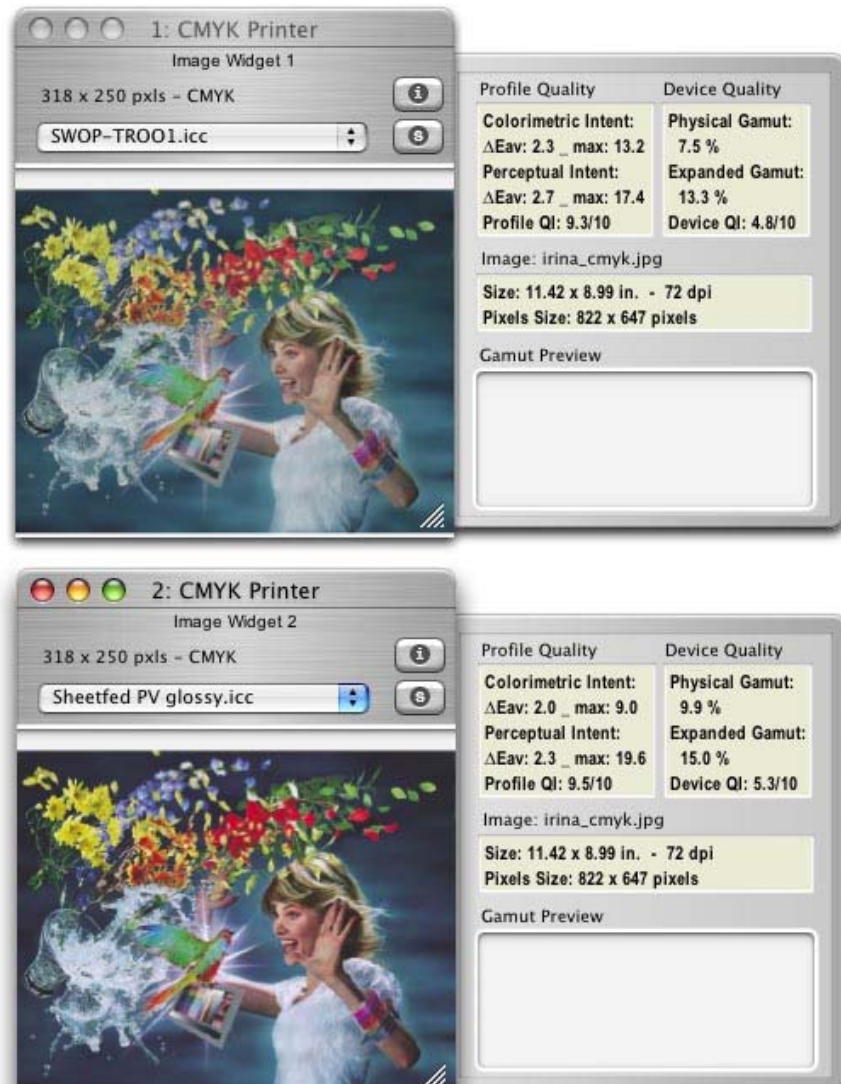 1: CMYK Printer
Image Widget 1
318 x 250 pxls - CMYK
SWOP-TROO1.icc
i
s
Profile Quality
Colorimetric Intent:
ΔEav: 2.3 _ max: 13.2
Perceptual Intent:
ΔEav: 2.7 _ max: 17.4
Profile QI: 9.3/10
Device Quality
Physical Gamut:
7.5 %
Expanded Gamut:
13.3 %
Device QI: 4.8/10
Image: irina_cmyk.jpg
Size: 11.42 x 8.99 in. - 72 dpi
Pixels Size: 822 x 647 pixels
Gamut Preview
2: CMYK Printer
Image Widget 2
318 x 250 pxls - CMYK
Sheetfed PV glossy.icc
i
s
Profile Quality
Colorimetric Intent:
ΔEav: 2.0 _ max: 9.0
Perceptual Intent:
ΔEav: 2.3 _ max: 19.6
Profile QI: 9.5/10
Device Quality
Physical Gamut:
9.9 %
Expanded Gamut:
15.0 %
Device QI: 5.3/10
Image: irina_cmyk.jpg
Size: 11.42 x 8.99 in. - 72 dpi
Pixels Size: 822 x 647 pixels
Gamut Preview